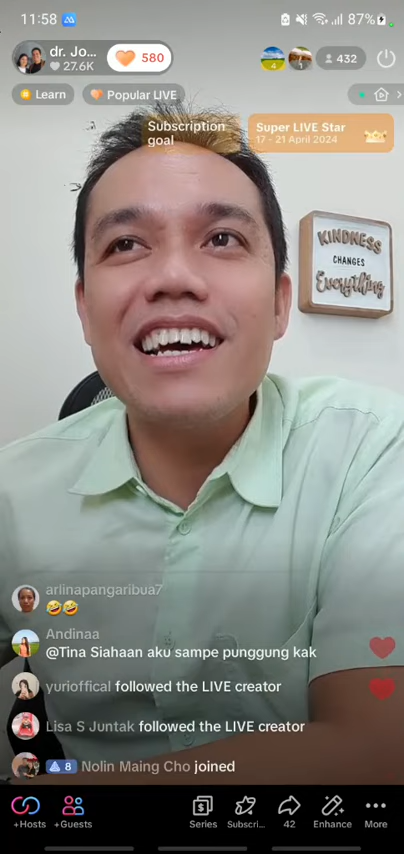 11:58
87%
dr. Jo...
27.6K
580
4
1
432
Learn
Popular LIVE
Subscription
goal
Super LIVE Star
17 - 21 April 2024
KINDNESS
CHANGES
Everything
arlinapangaribua7
🤣🤣
Andinaa
@Tina Siahaan aku sampe punggung kak
yurioffical followed the LIVE creator
Lisa S Juntak followed the LIVE creator
8 Nolin Maing Cho joined
+Hosts
+Guests
Series
Subscri...
42
Enhance
More